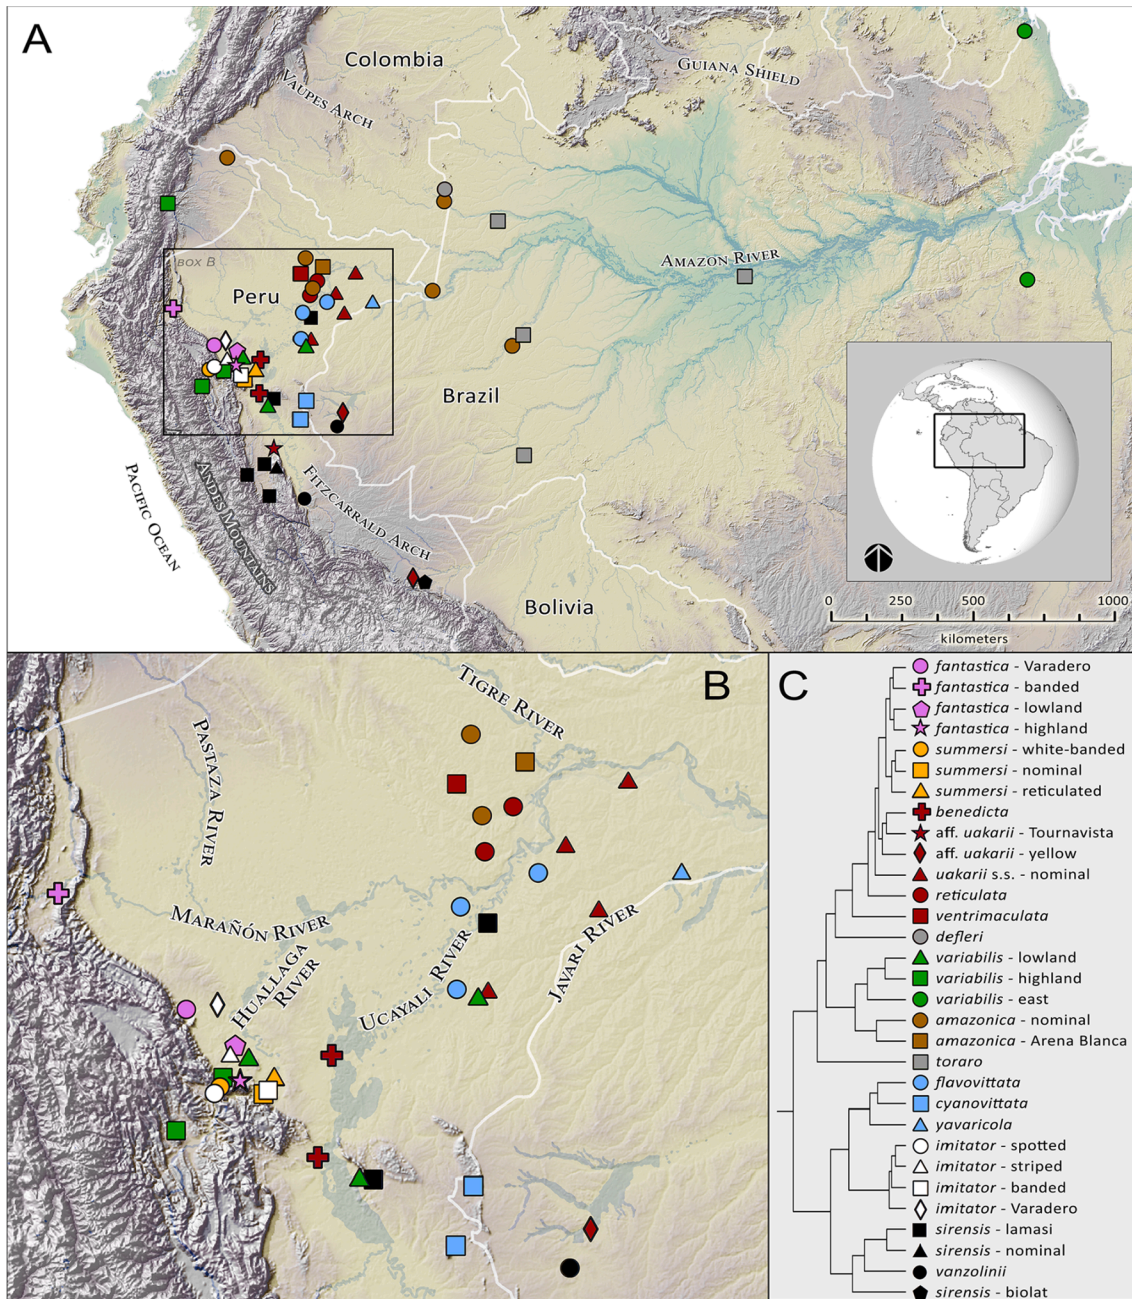 A
Colombia
VAUPES ARCH
GUIANA SHIELD
BOX B
AMAZON RIVER
Peru
Brazil
PACIFIC OCEAN
ANDES MOUNTAINS
FITZCARRALD ARCH
Bolivia
0 250 500 1000
kilometers
B
TIGRE RIVER
PASTAZA RIVER
MARAÑÓN RIVER
HUALLAGA RIVER
UCAYALI RIVER
JAVARI RIVER
C
fantastica - Varadero
fantastica - banded
fantastica - lowland
fantastica - highland
summersi - white-banded
summersi - nominal
summersi - reticulated
benedicta
aff. uakarii - Tournavista
aff. uakarii - yellow
uakarii s.s. - nominal
reticulata
ventrimaculata
defleri
variabilis - lowland
variabilis - highland
variabilis - east
amazonica - nominal
amazonica - Arena Blanca
toraro
flavovittata
cyanovittata
yavaricola
imitator - spotted
imitator - striped
imitator - banded
imitator - Varadero
sirensis - lamasi
sirensis - nominal
vanzolinii
sirensis - biolat